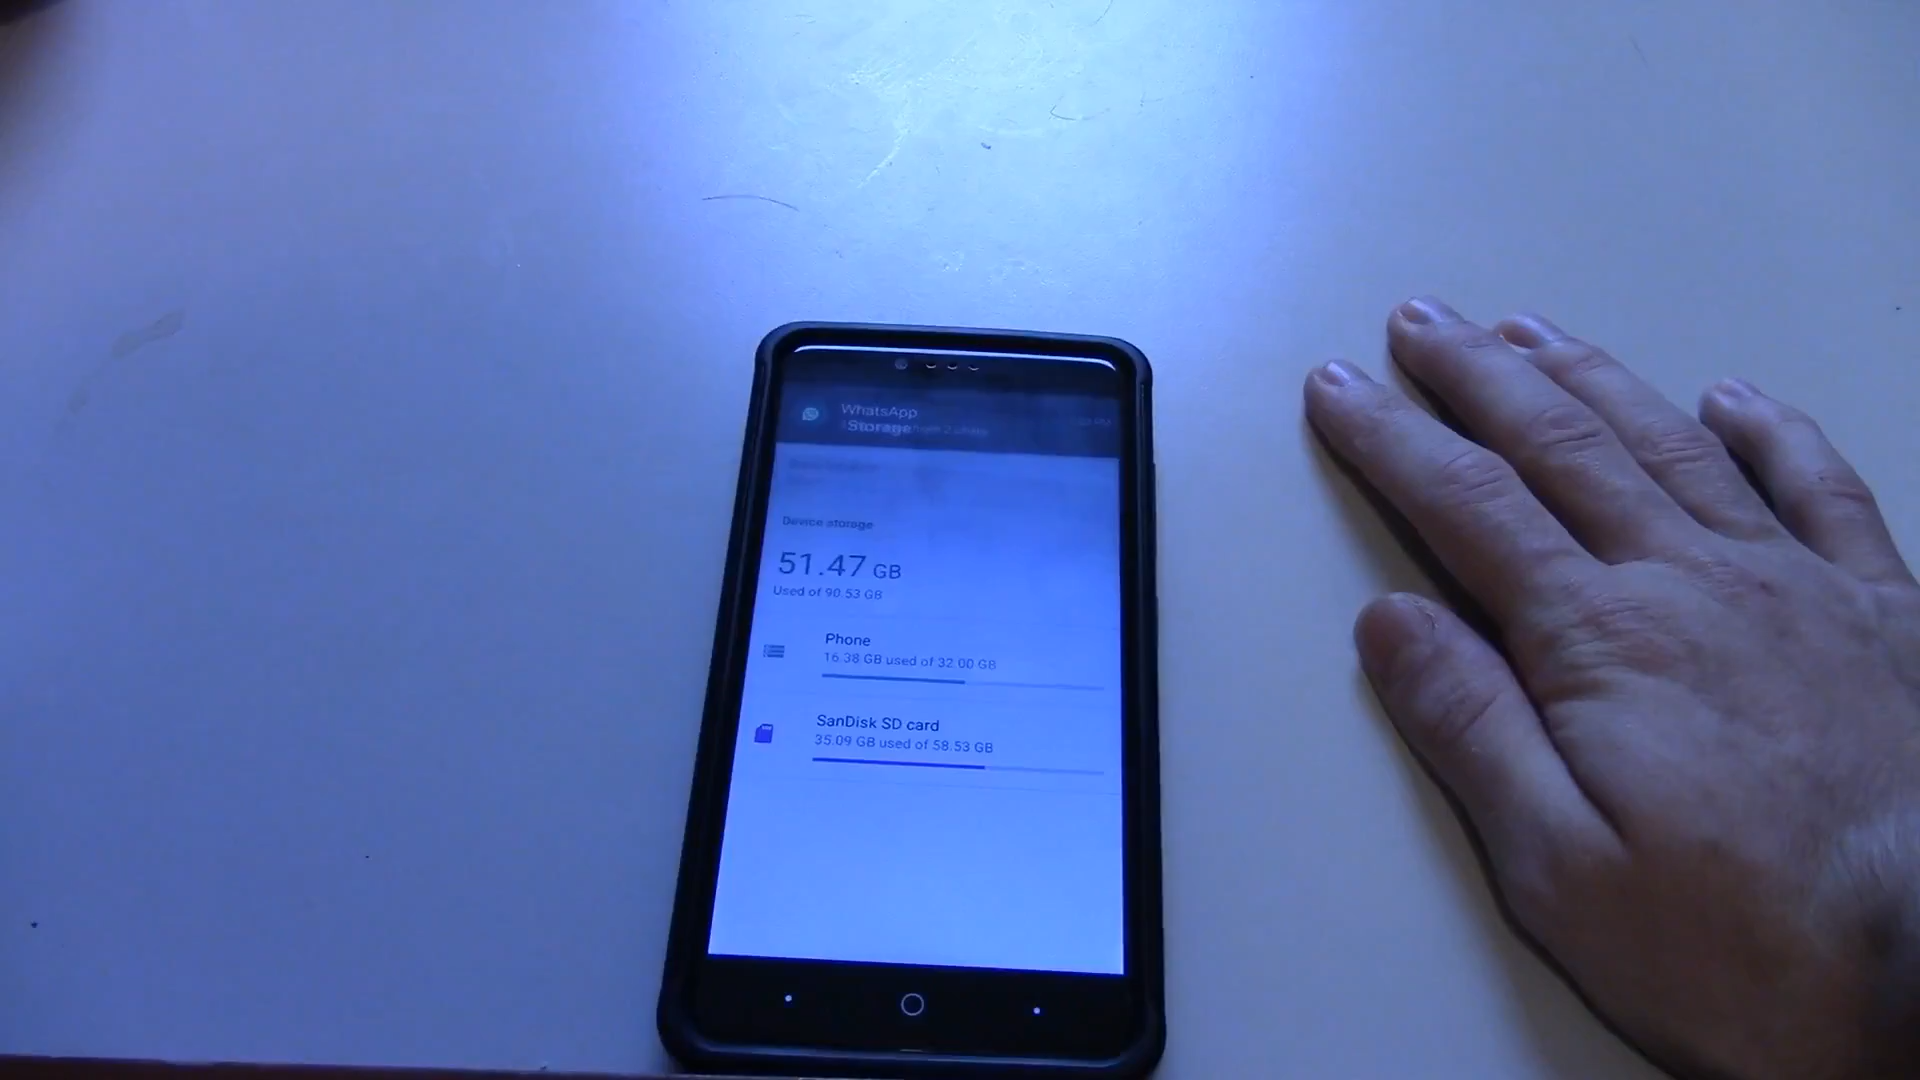 WhatsApp
Storage
Device storage
51.47 GB
Used of 90.53 GB
Phone
16.38 GB used of 32.00 GB
SanDisk SD card
35.09 GB used of 58.53 GB